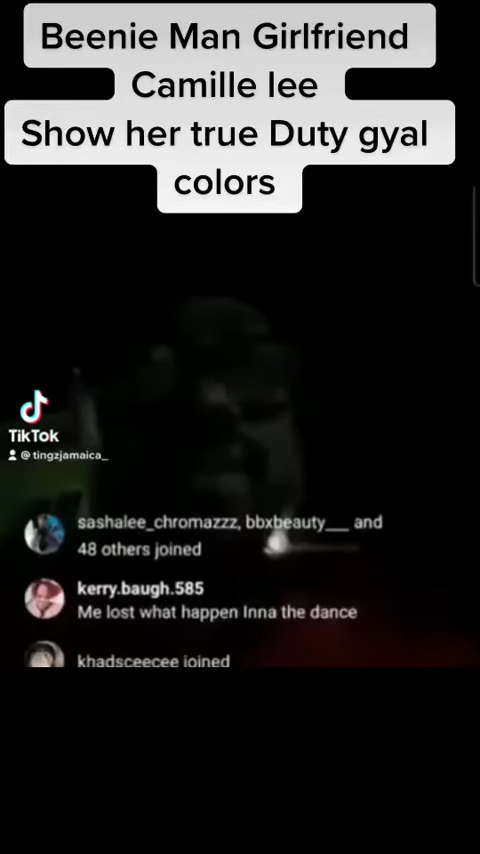 Beenie Man Girlfriend
Camille lee
Show her true Duty gyal
colors
TikTok
@tingzjamaica_
sashalee_chromazzz, bbxbeauty___ and
48 others joined
kerry.baugh.585
Me lost what happen Inna the dance
khadsceecee joined